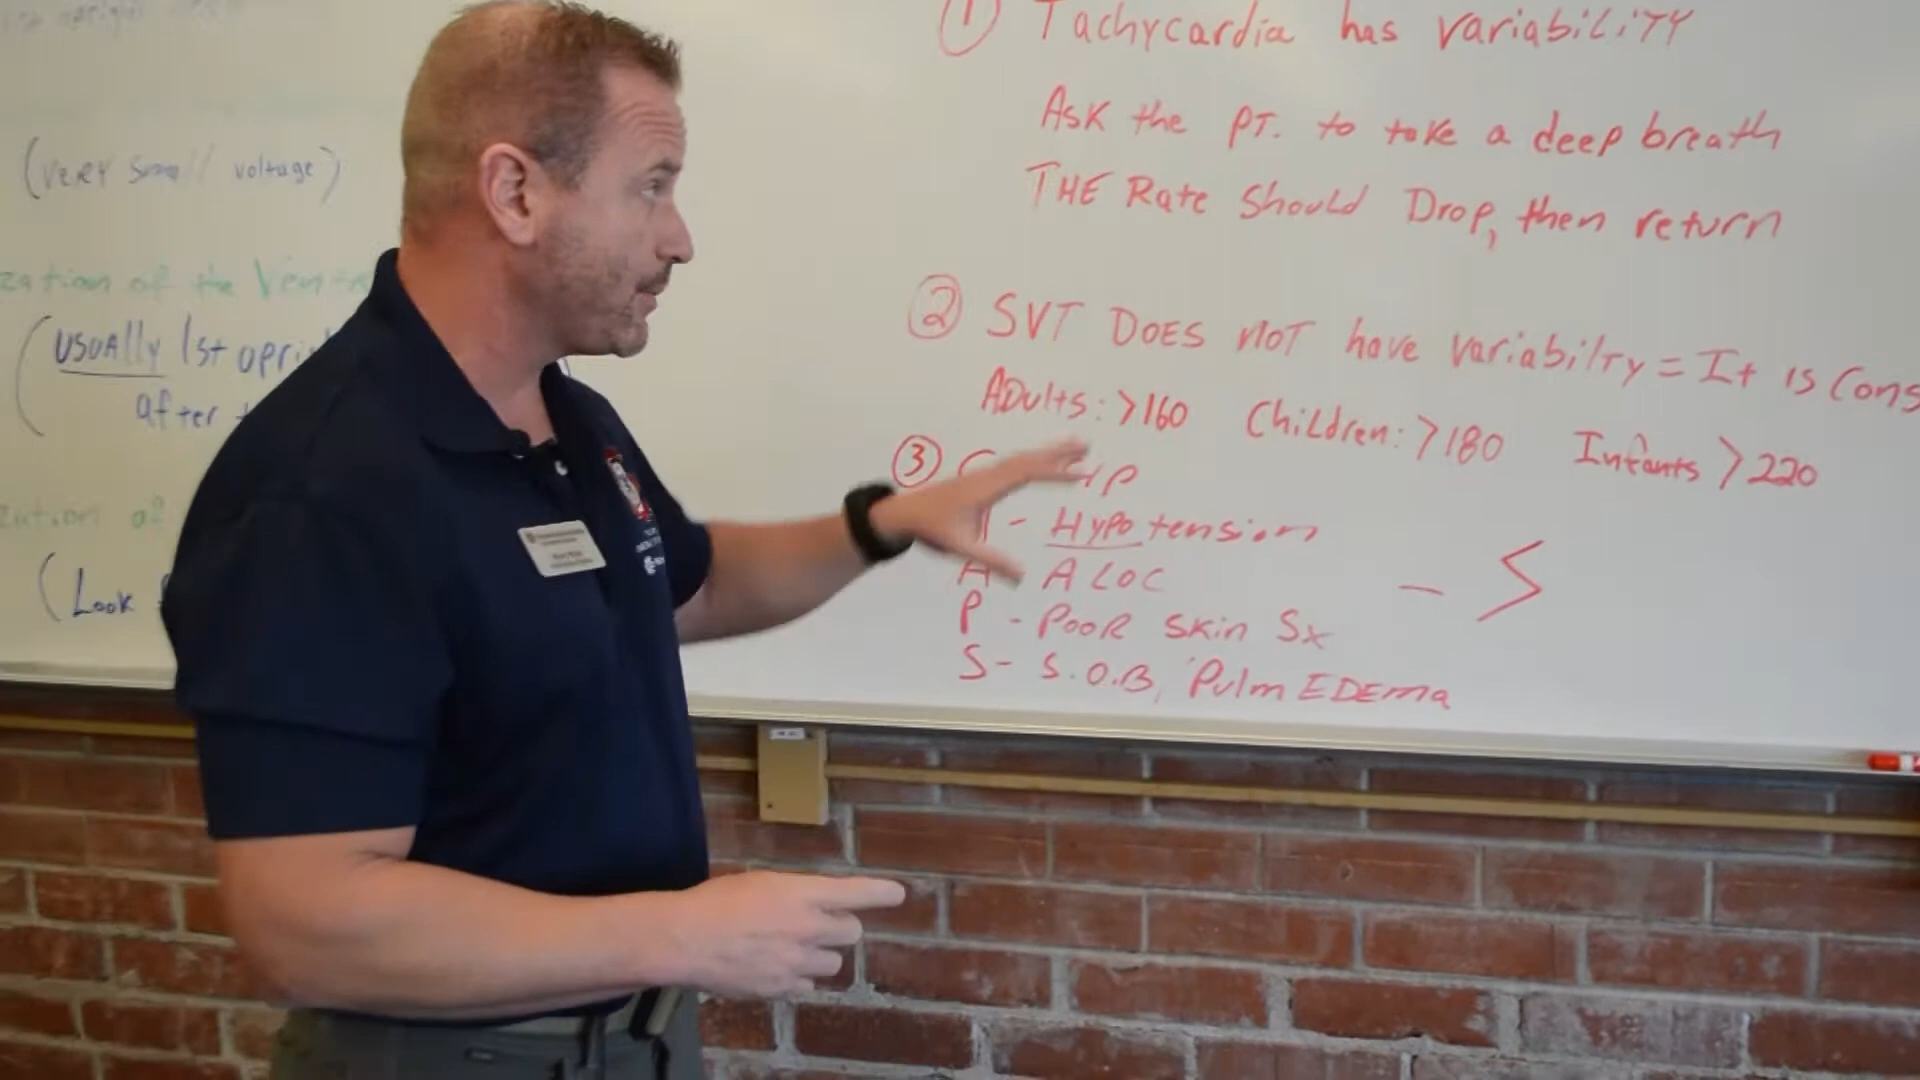 (VERY small voltage)
zation of the Vent
(USUAlly 1st upri
after t
zation of
(Look
1 Tachycardia has variability
Ask the PT. to take a deep breath
THE Rate Should Drop, then return
2 SVT DOES NOT have variabilty = It is Cons
ADults: >160 Children: >180 Infants >220
3 C
- Hypotension
A - A LOC
P - POOR SKin Sx
S - S.O.B, Pulm EDEma
- S